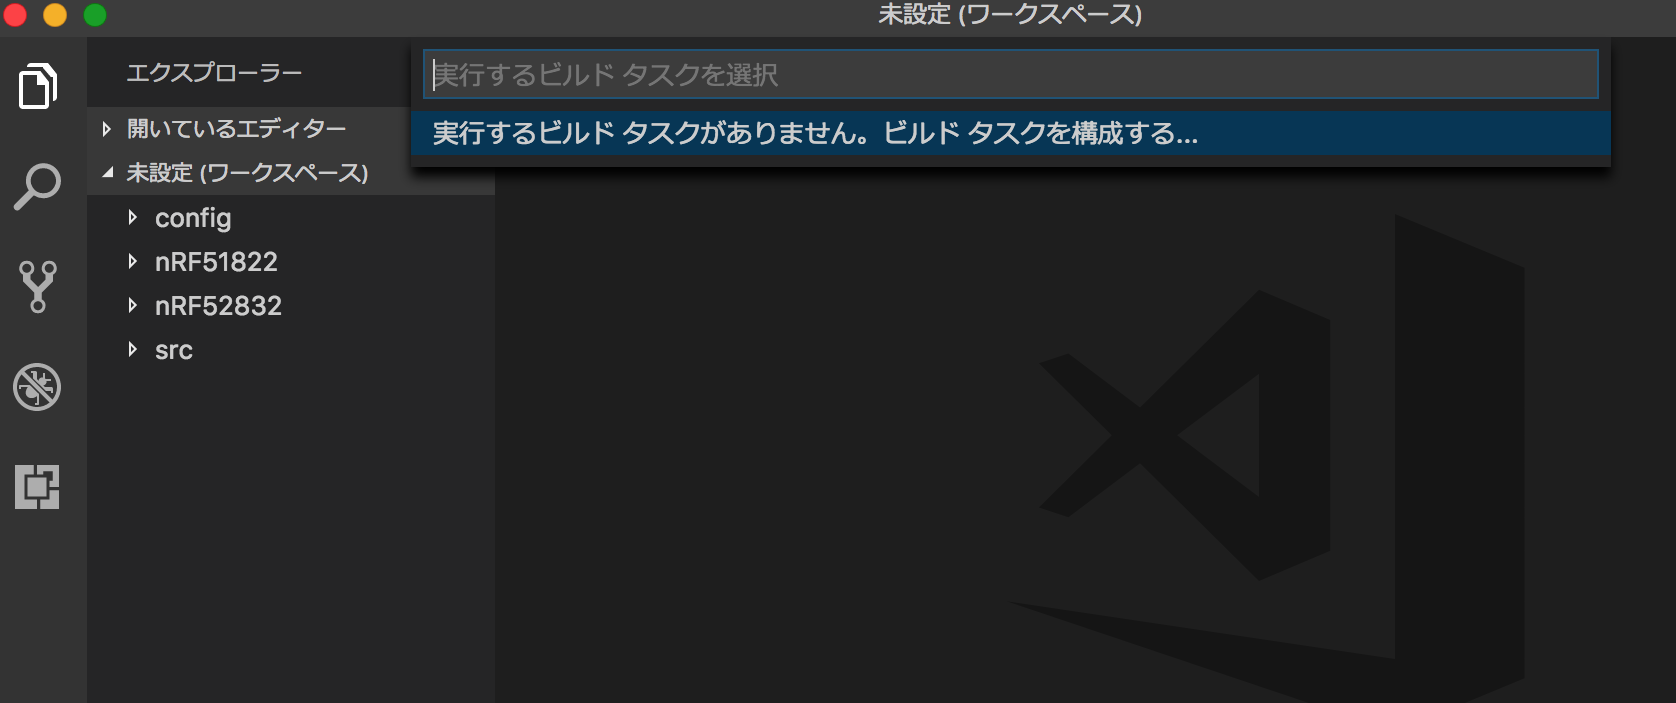 未設定 (ワークスペース)
エクスプローラー
実行するビルド タスクを選択
実行するビルド タスクがありません。ビルド タスクを構成する...
開いているエディター
未設定 (ワークスペース)
config
nRF51822
nRF52832
src